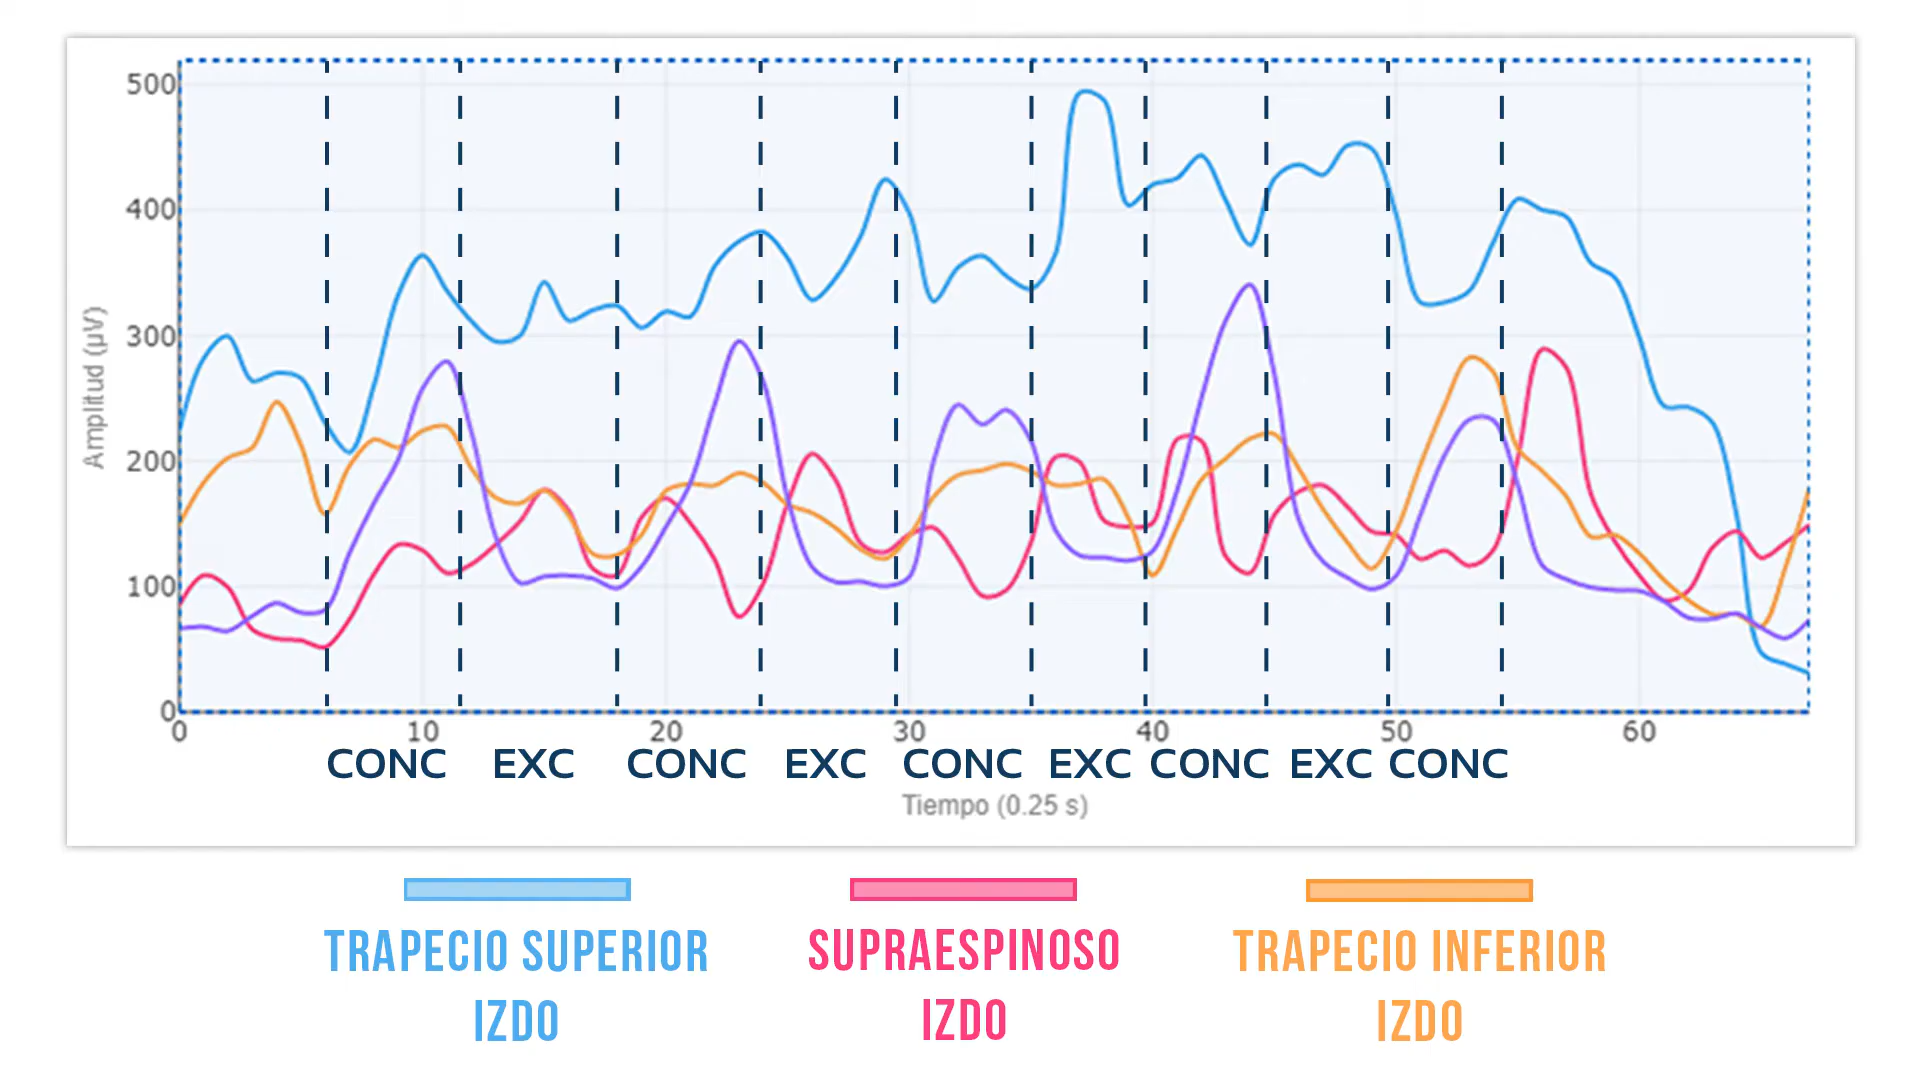 500
400
300
200
100
0
Amplitud (µV)
0 10 20 30 40 50 60
CONC EXC CONC EXC CONC EXC CONC EXC CONC
Tiempo (0.25 s)
TRAPECIO SUPERIOR
IZDO
SUPRAESPINOSO
IZDO
TRAPECIO INFERIOR
IZDO